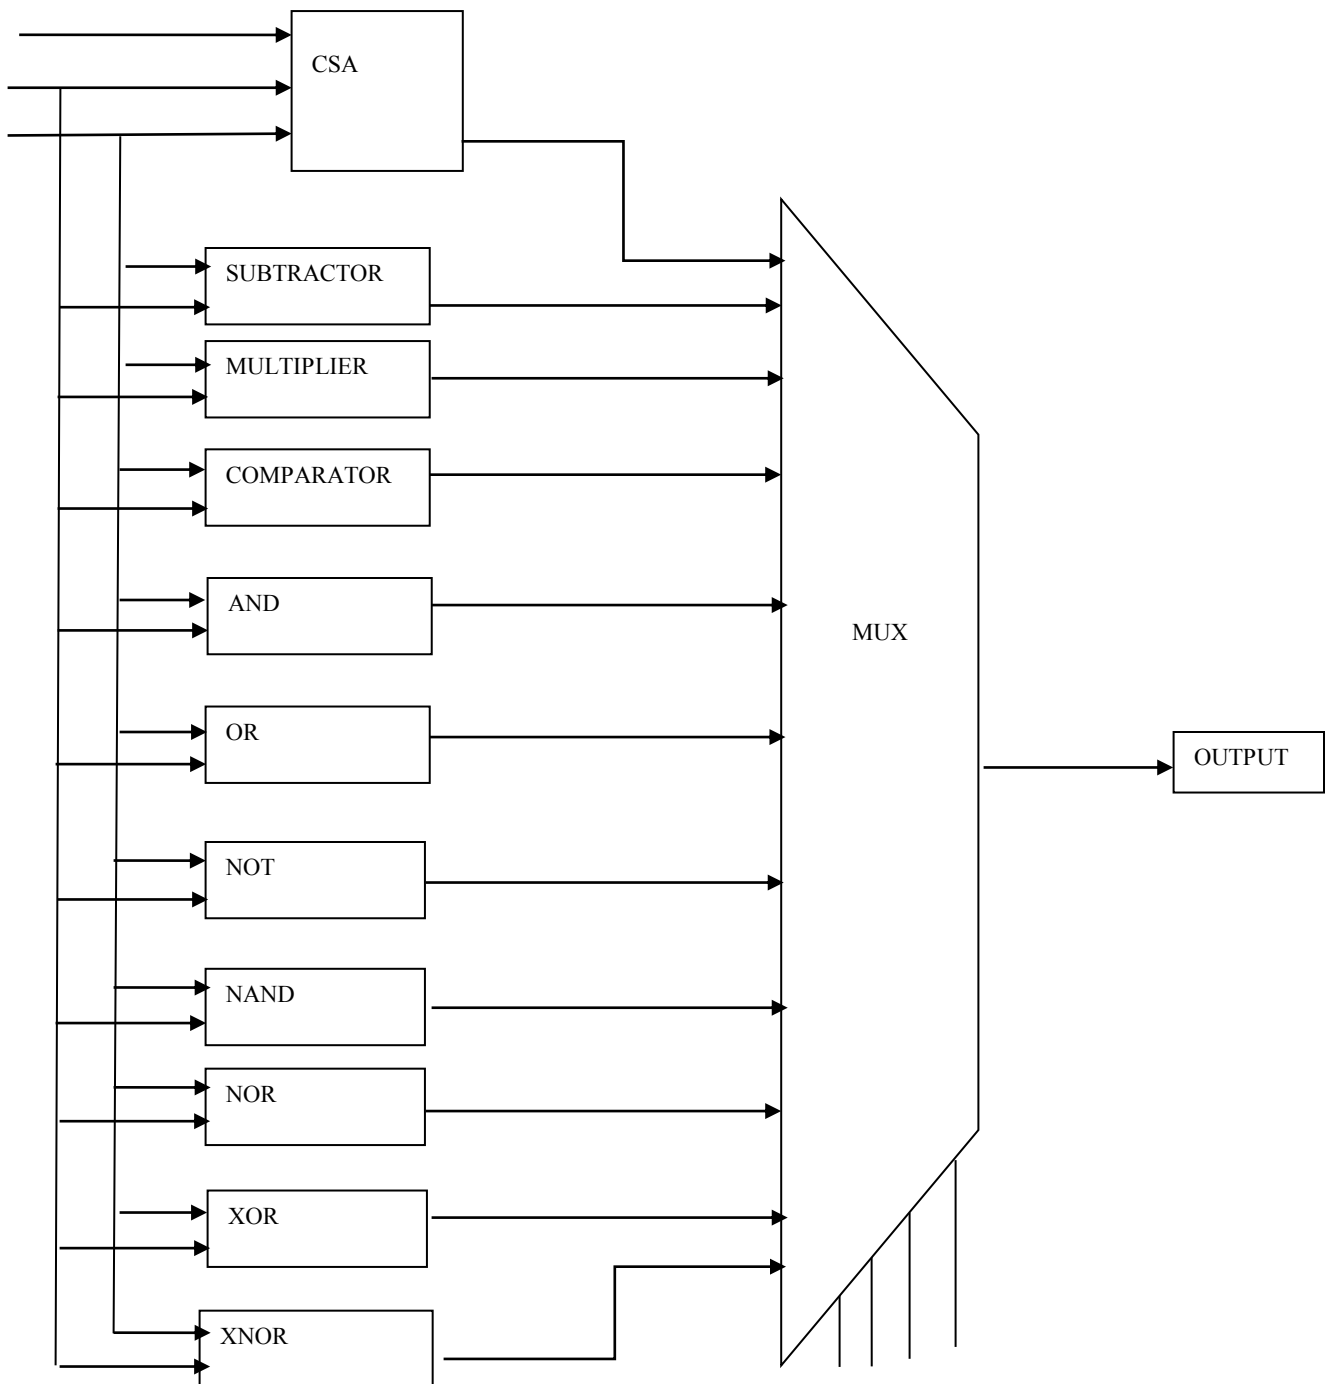 CSA
SUBTRACTOR
MULTIPLIER
COMPARATOR
AND
MUX
OR
OUTPUT
NOT
NAND
NOR
XOR
XNOR